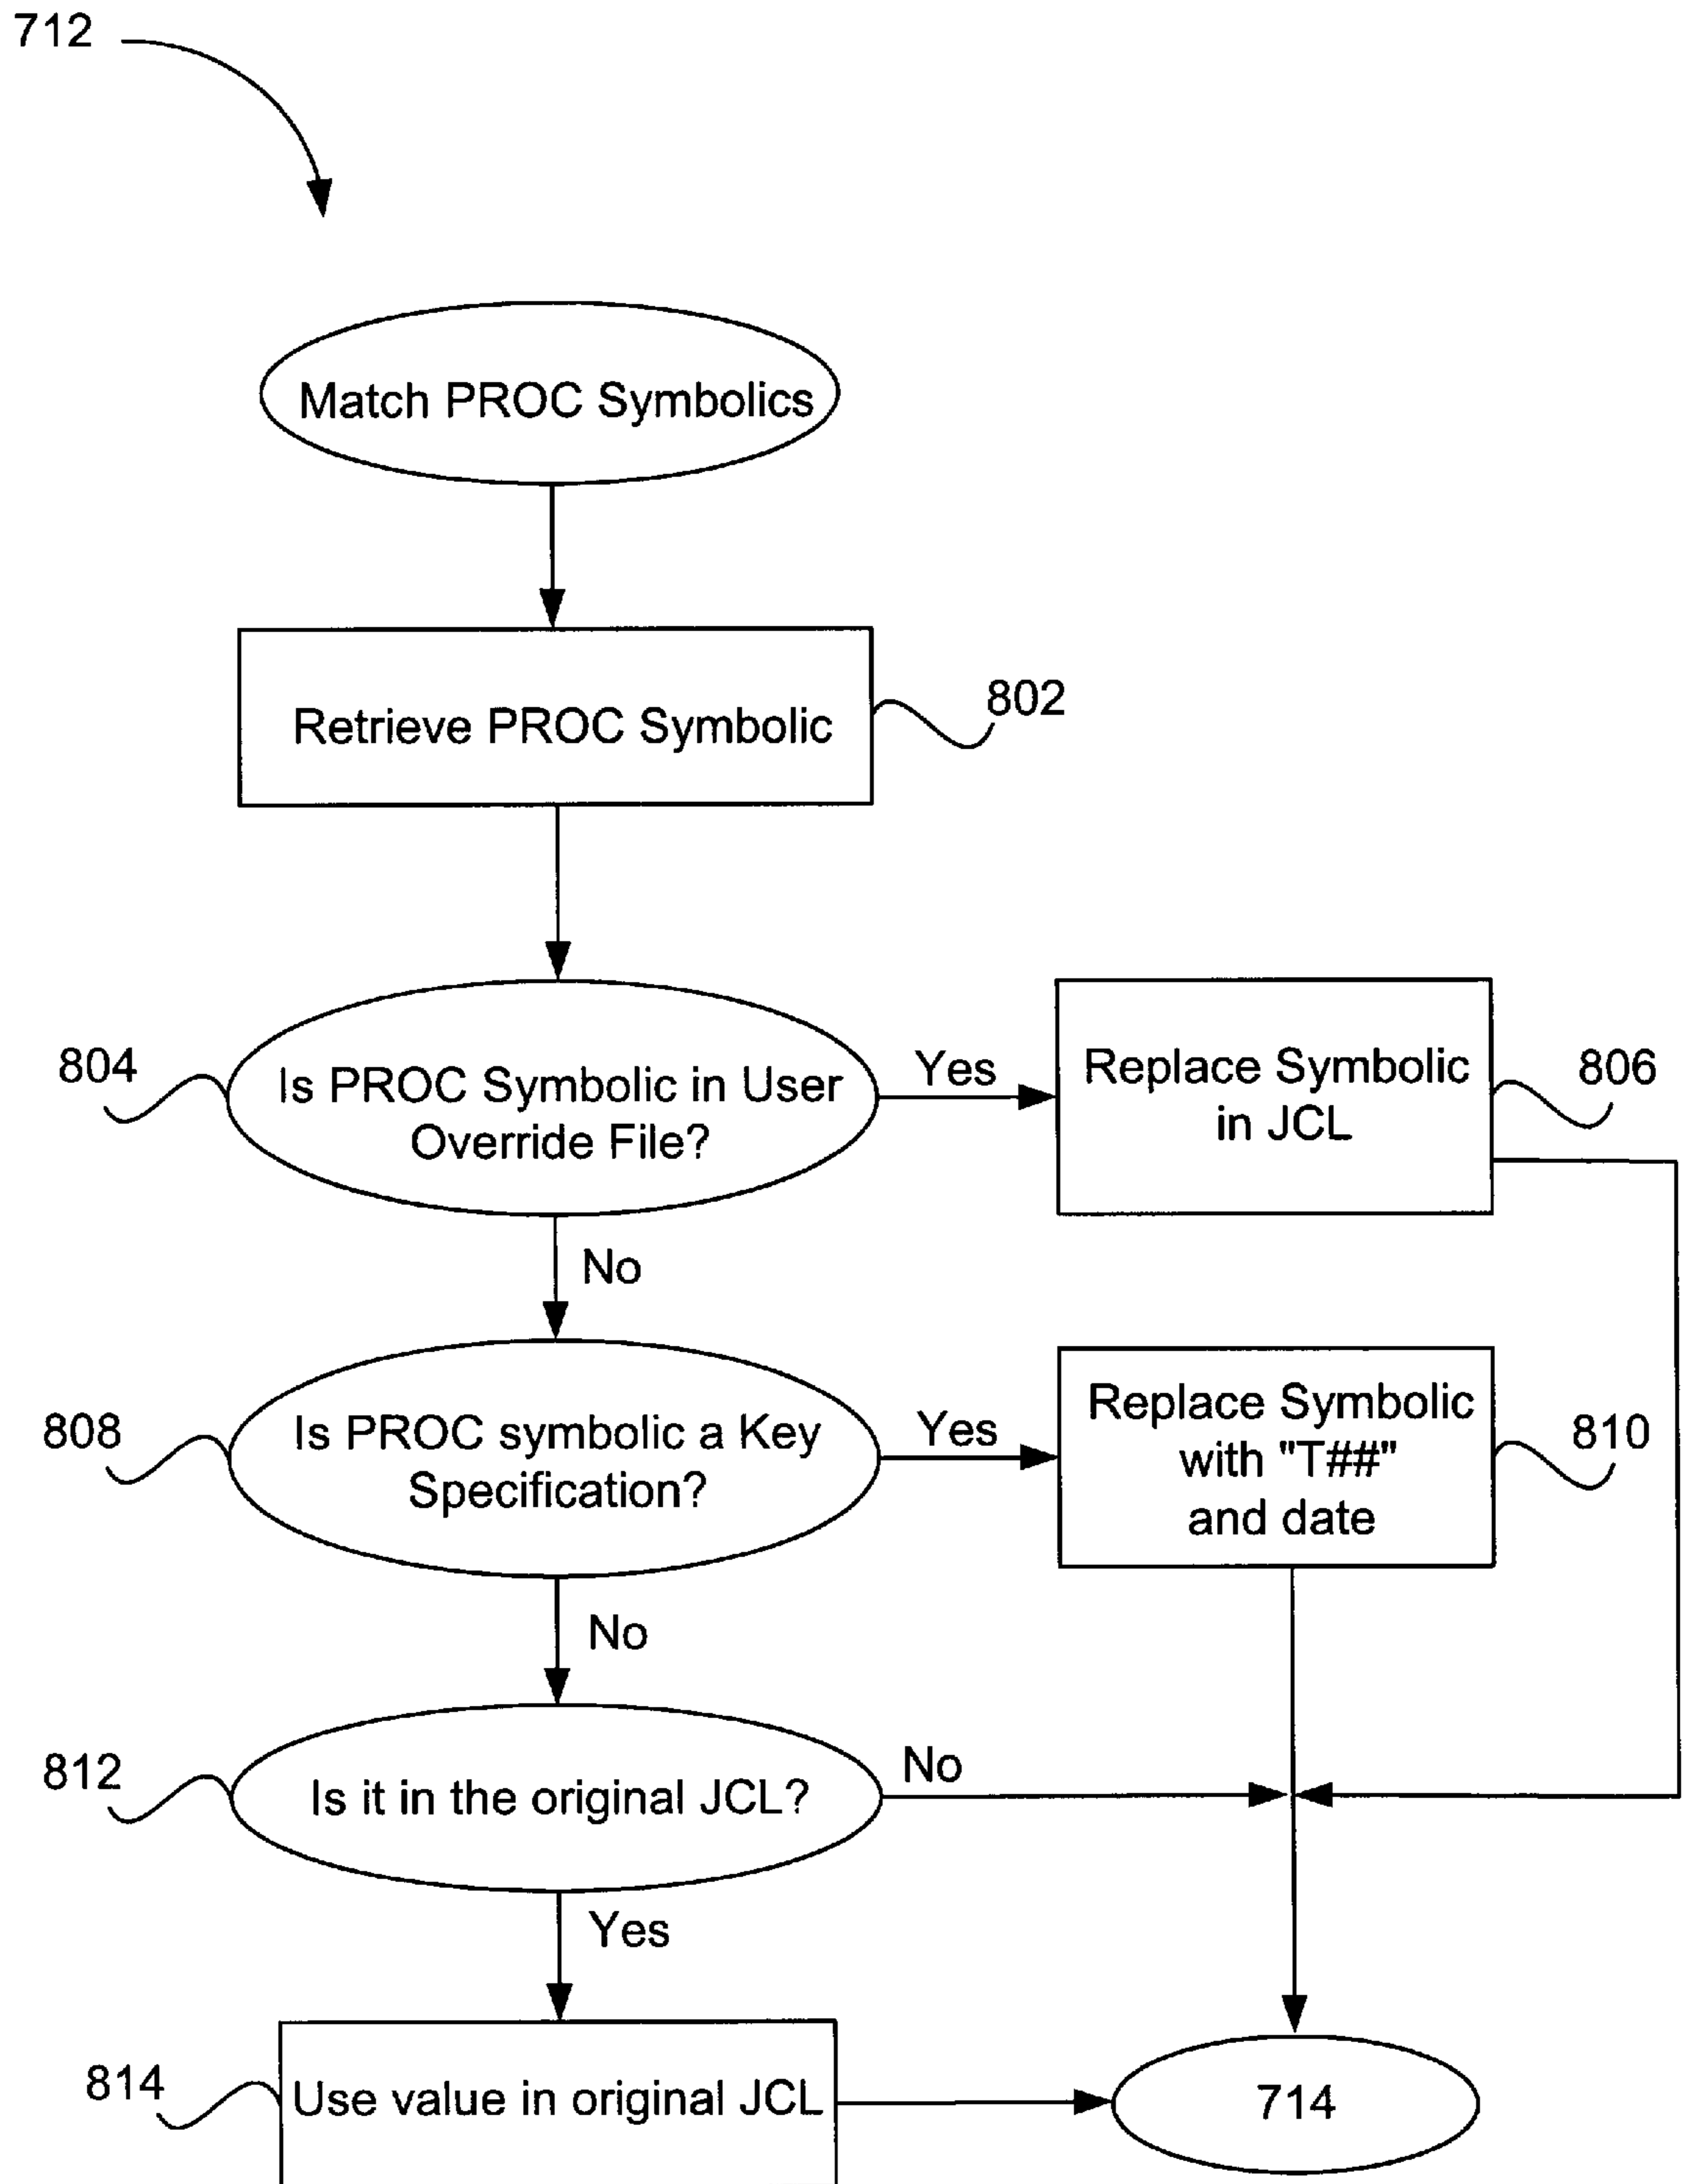 712
Match PROC Symbolics
Retrieve PROC Symbolic
802
804
Is PROC Symbolic in User
Override File?
Yes
Replace Symbolic
in JCL
806
No
808
Is PROC symbolic a Key
Specification?
Yes
Replace Symbolic
with "T##"
and date
810
No
812
Is it in the original JCL?
No
Yes
814
Use value in original JCL
714